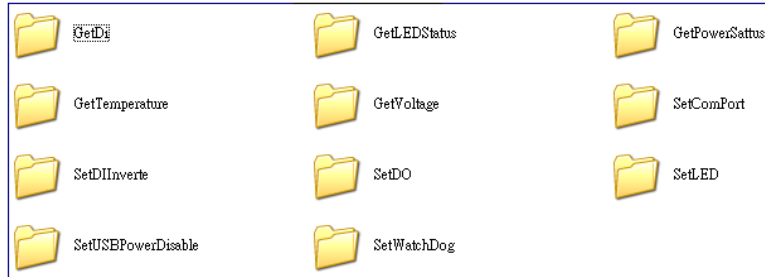 GetDi
GetLEDStatus
GetPowerSattus
GetTemperature
GetVoltage
SetComPort
SetDIInverte
SetDO
SetLED
SetUSBPowerDisable
SetWatchDog